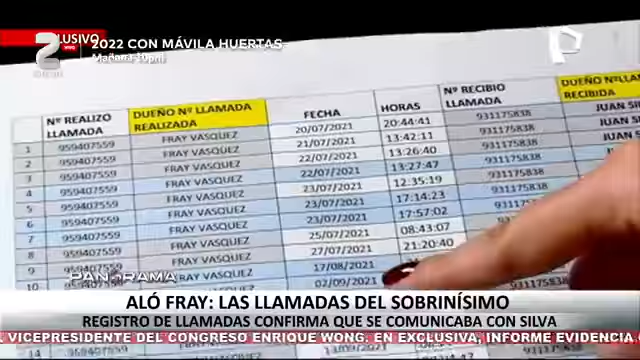 EXCLUSIVO
2022 CON MÁVILA HUERTAS
Nº REALIZO LLAMADA DUEÑO Nº LLAMADA REALIZADA FECHA HORAS Nº RECIBIO LLAMADA DUEÑO Nº LLAMADA RECIBIDA
1 959407559 FRAY VASQUEZ 20/07/2021 20:44:41 931175838 JUAN
2 959407559 FRAY VASQUEZ 21/07/2021 13:42:11 931175838 JUAN
3 959407559 FRAY VASQUEZ 22/07/2021 13:26:40 931175838 JUAN
4 959407559 FRAY VASQUEZ 22/07/2021 13:27:47 931175838 JUAN
5 959407559 FRAY VASQUEZ 23/07/2021 12:35:19 931175838
6 959407559 FRAY VASQUEZ 23/07/2021 17:14:23
7 959407559 FRAY VASQUEZ 23/07/2021 17:57:02
8 959407559 FRAY VASQUEZ 25/07/2021 08:43:07
9 959407559 FRAY VASQUEZ 27/07/2021 21:20:40
10 FRAY VASQUEZ 17/08/2021
02/09/2021
PANORAMA
ALÓ FRAY: LAS LLAMADAS DEL SOBRINÍSIMO
REGISTRO DE LLAMADAS CONFIRMA QUE SE COMUNICABA CON SILVA
VICEPRESIDENTE DEL CONGRESO ENRIQUE WONG. EN EXCLUSIVA, INFORME EVIDENCIA